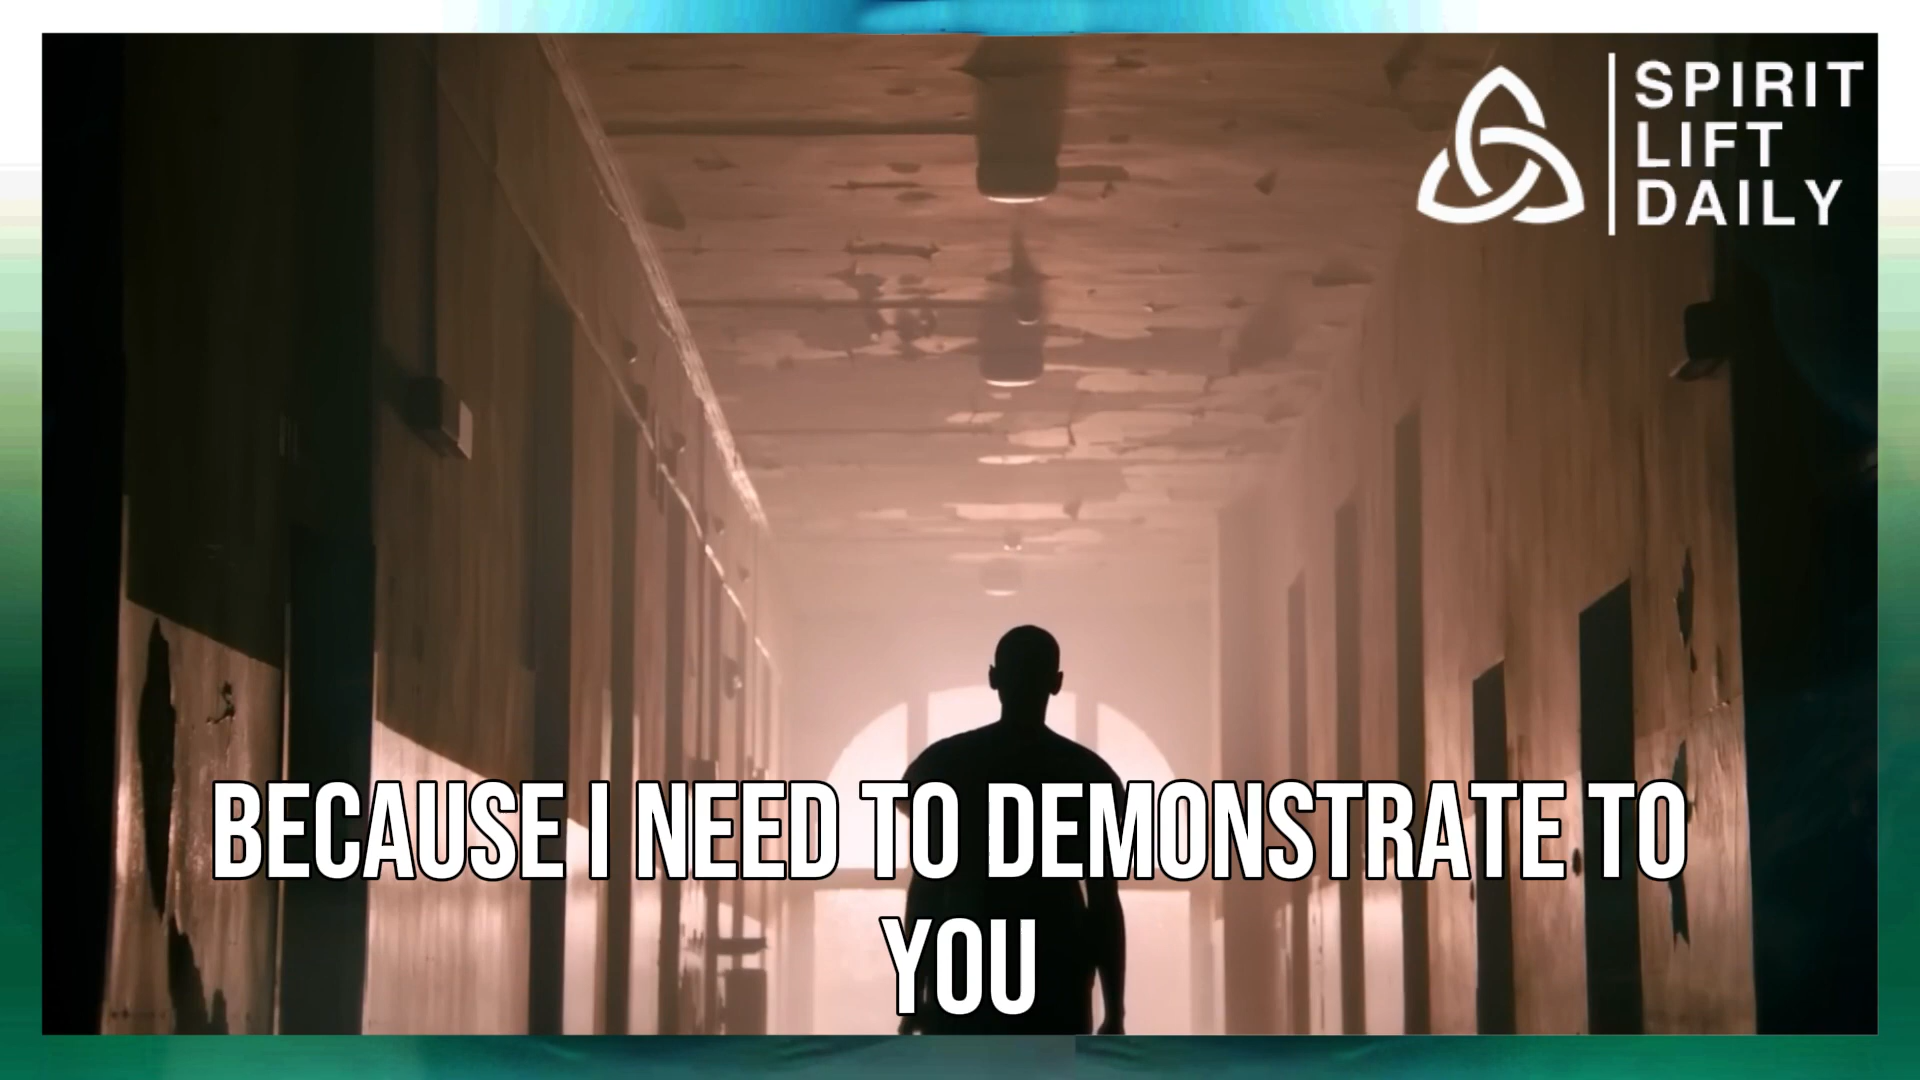 SPIRIT
LIFT
DAILY
BECAUSE I NEED TO DEMONSTRATE TO
YOU